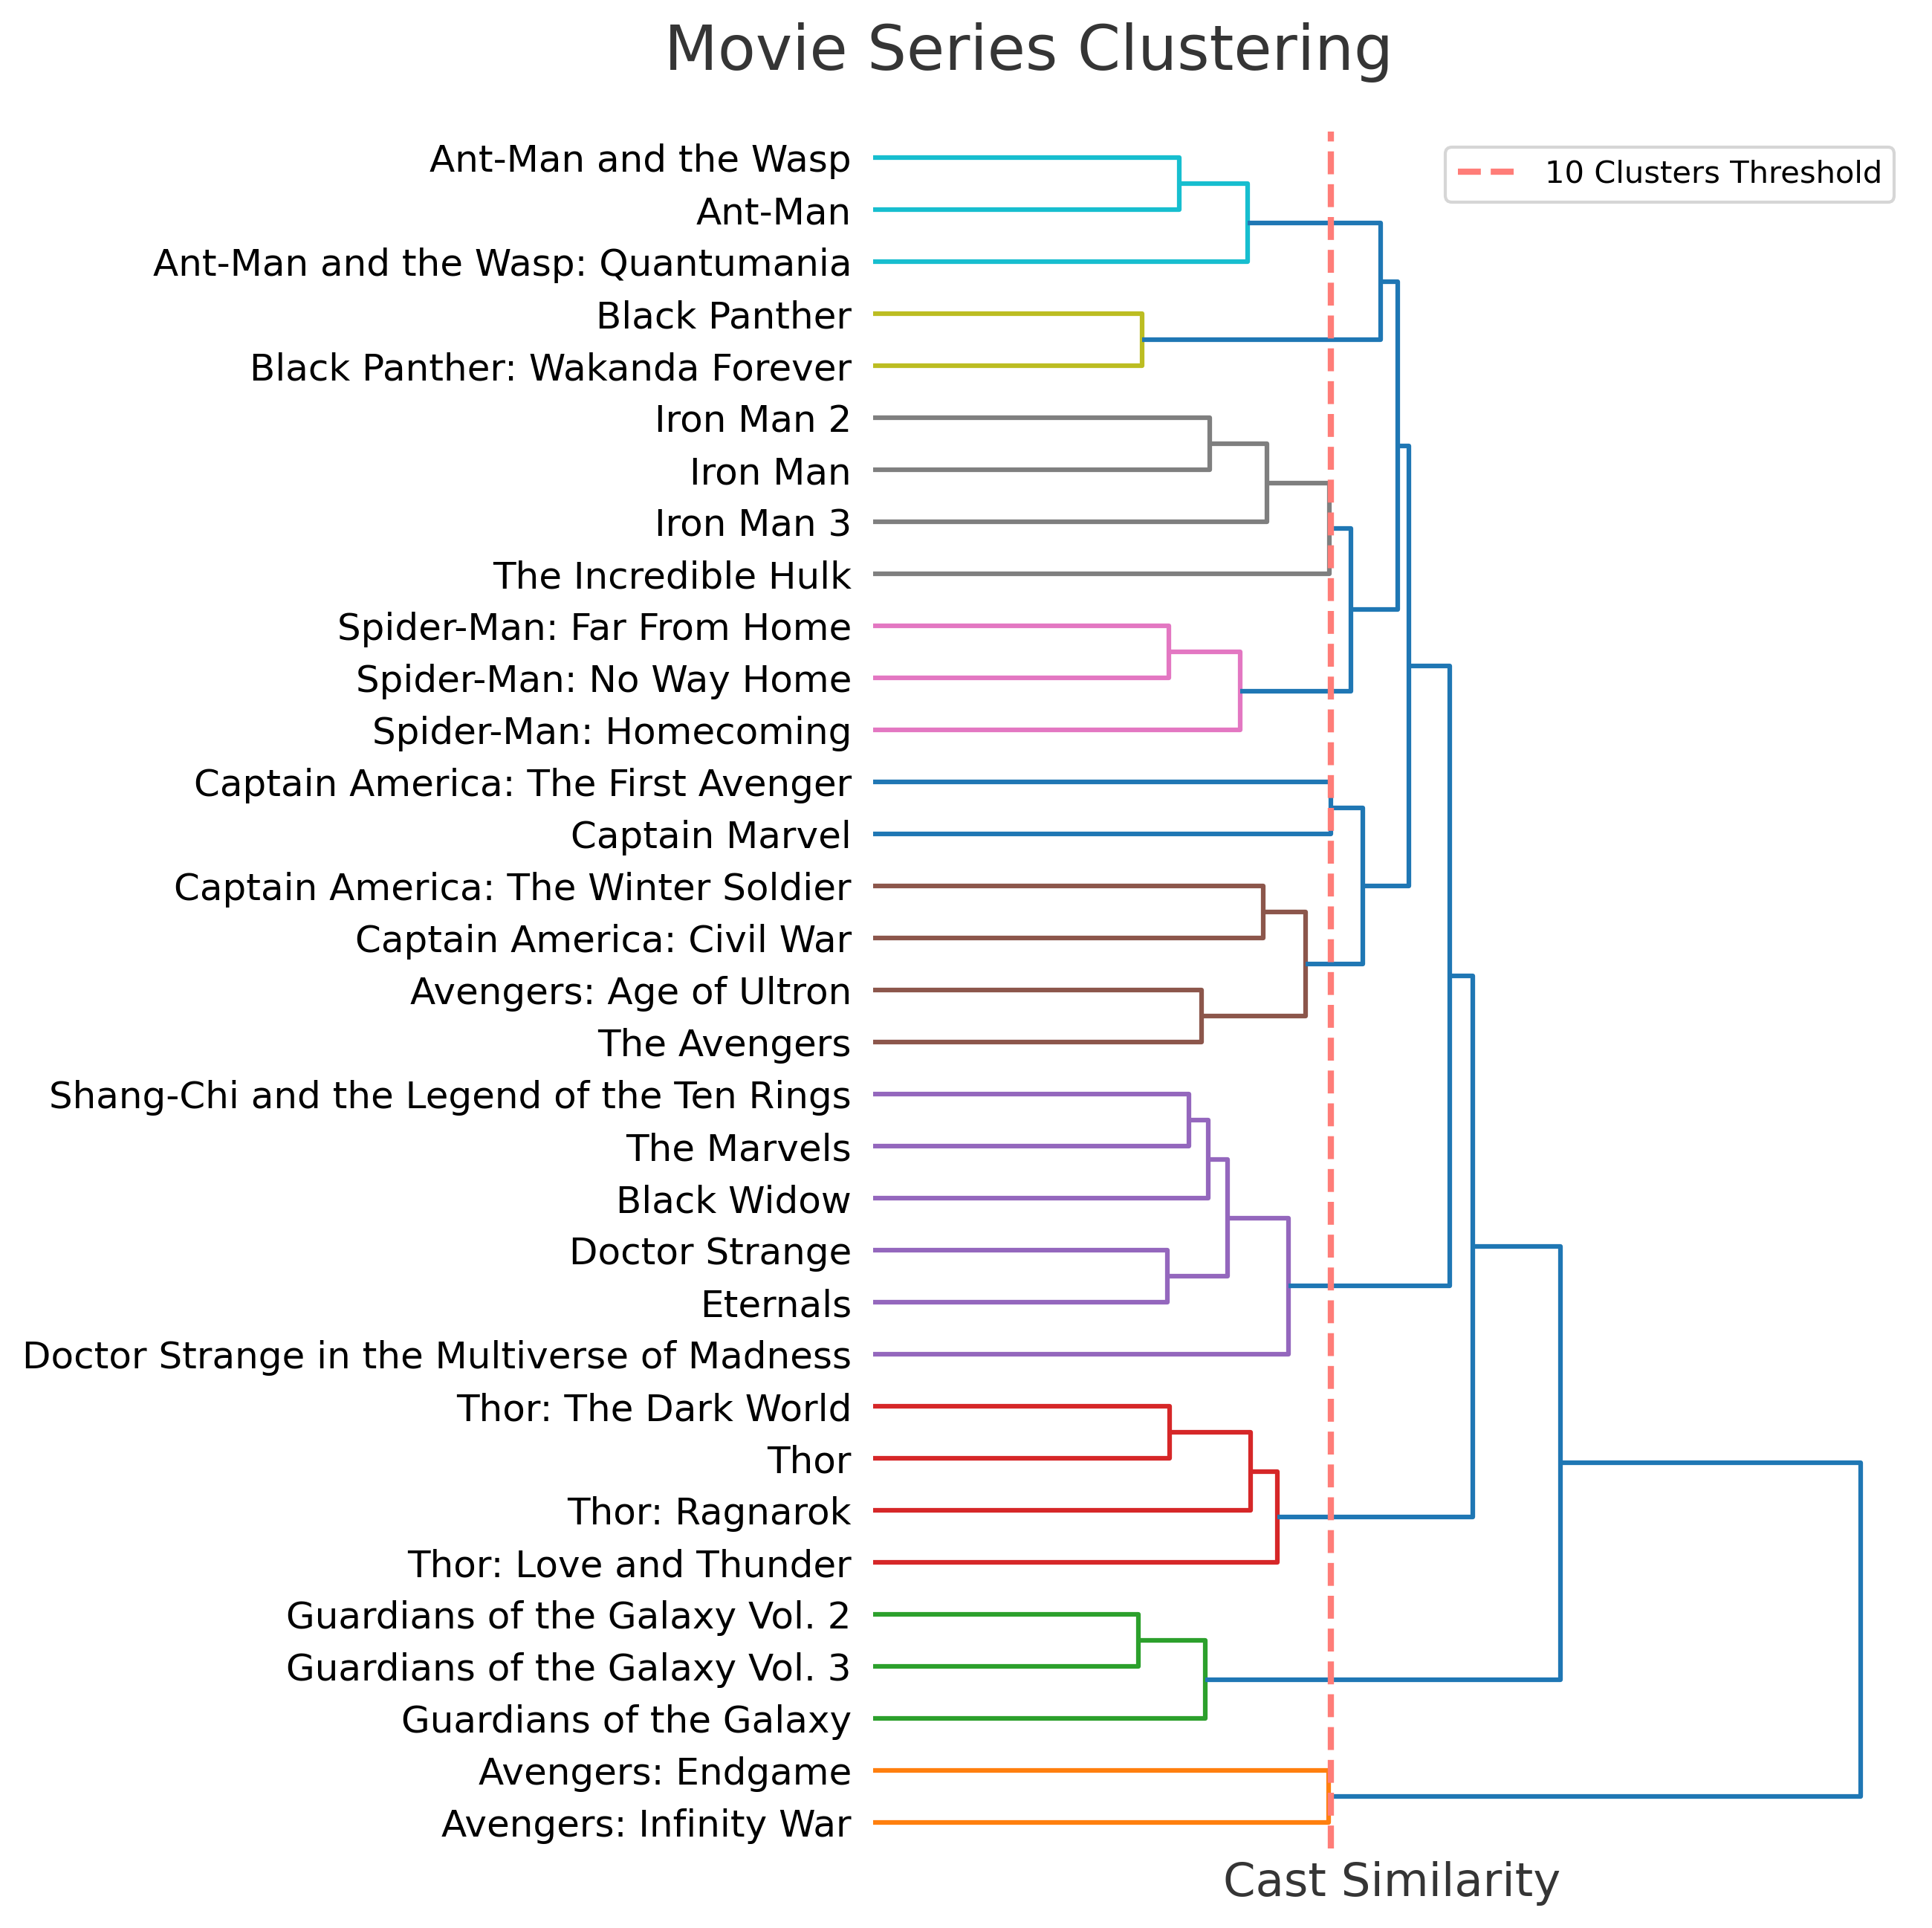 Movie Series Clustering
10 Clusters Threshold
Ant-Man and the Wasp
Ant-Man
Ant-Man and the Wasp: Quantumania
Black Panther
Black Panther: Wakanda Forever
Iron Man 2
Iron Man
Iron Man 3
The Incredible Hulk
Spider-Man: Far From Home
Spider-Man: No Way Home
Spider-Man: Homecoming
Captain America: The First Avenger
Captain Marvel
Captain America: The Winter Soldier
Captain America: Civil War
Avengers: Age of Ultron
The Avengers
Shang-Chi and the Legend of the Ten Rings
The Marvels
Black Widow
Doctor Strange
Eternals
Doctor Strange in the Multiverse of Madness
Thor: The Dark World
Thor
Thor: Ragnarok
Thor: Love and Thunder
Guardians of the Galaxy Vol. 2
Guardians of the Galaxy Vol. 3
Guardians of the Galaxy
Avengers: Endgame
Avengers: Infinity War
Cast Similarity